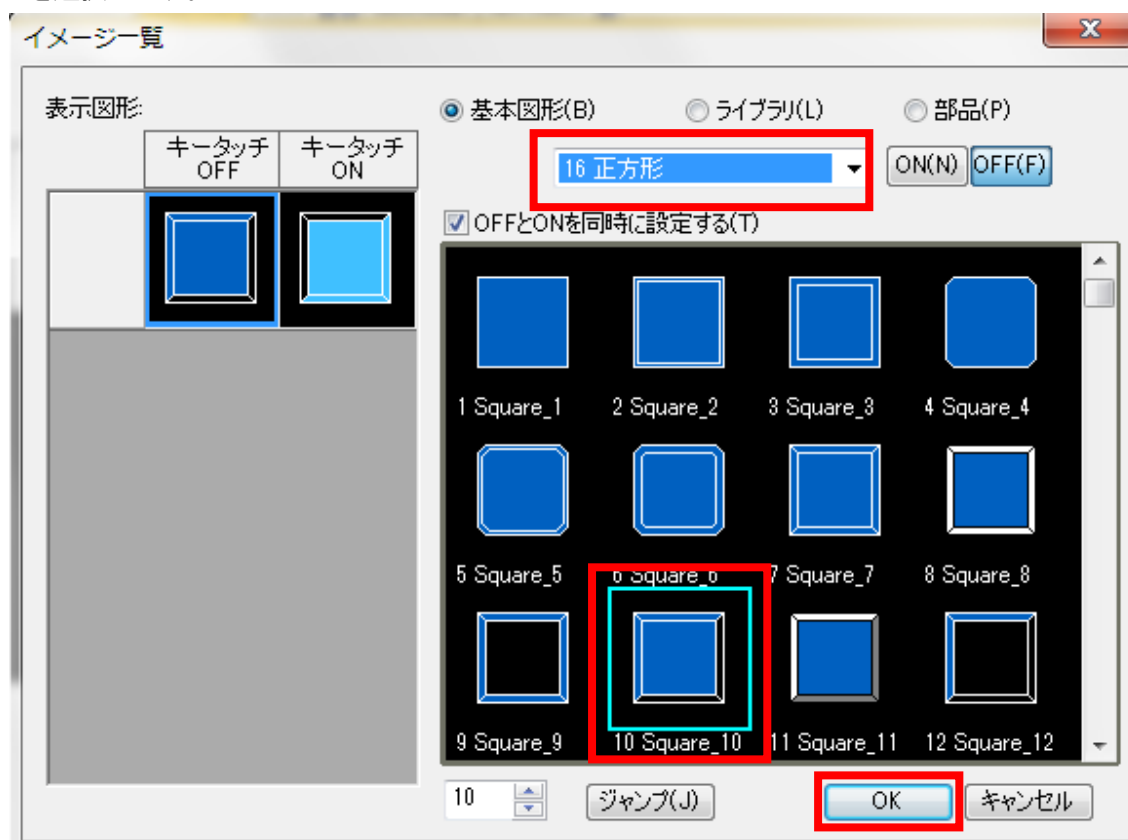 イメージ一覧
表示図形:
キータッチ
OFF
キータッチ
ON
基本図形(B)
ライブラリ(L)
部品(P)
16 正方形
ON(N)
OFF(F)
OFFとONを同時に設定する(T)
1 Square_1
2 Square_2
3 Square_3
4 Square_4
5 Square_5
6 Square_6
7 Square_7
8 Square_8
9 Square_9
10 Square_10
11 Square_11
12 Square_12
10
ジャンプ(J)
OK
キャンセル